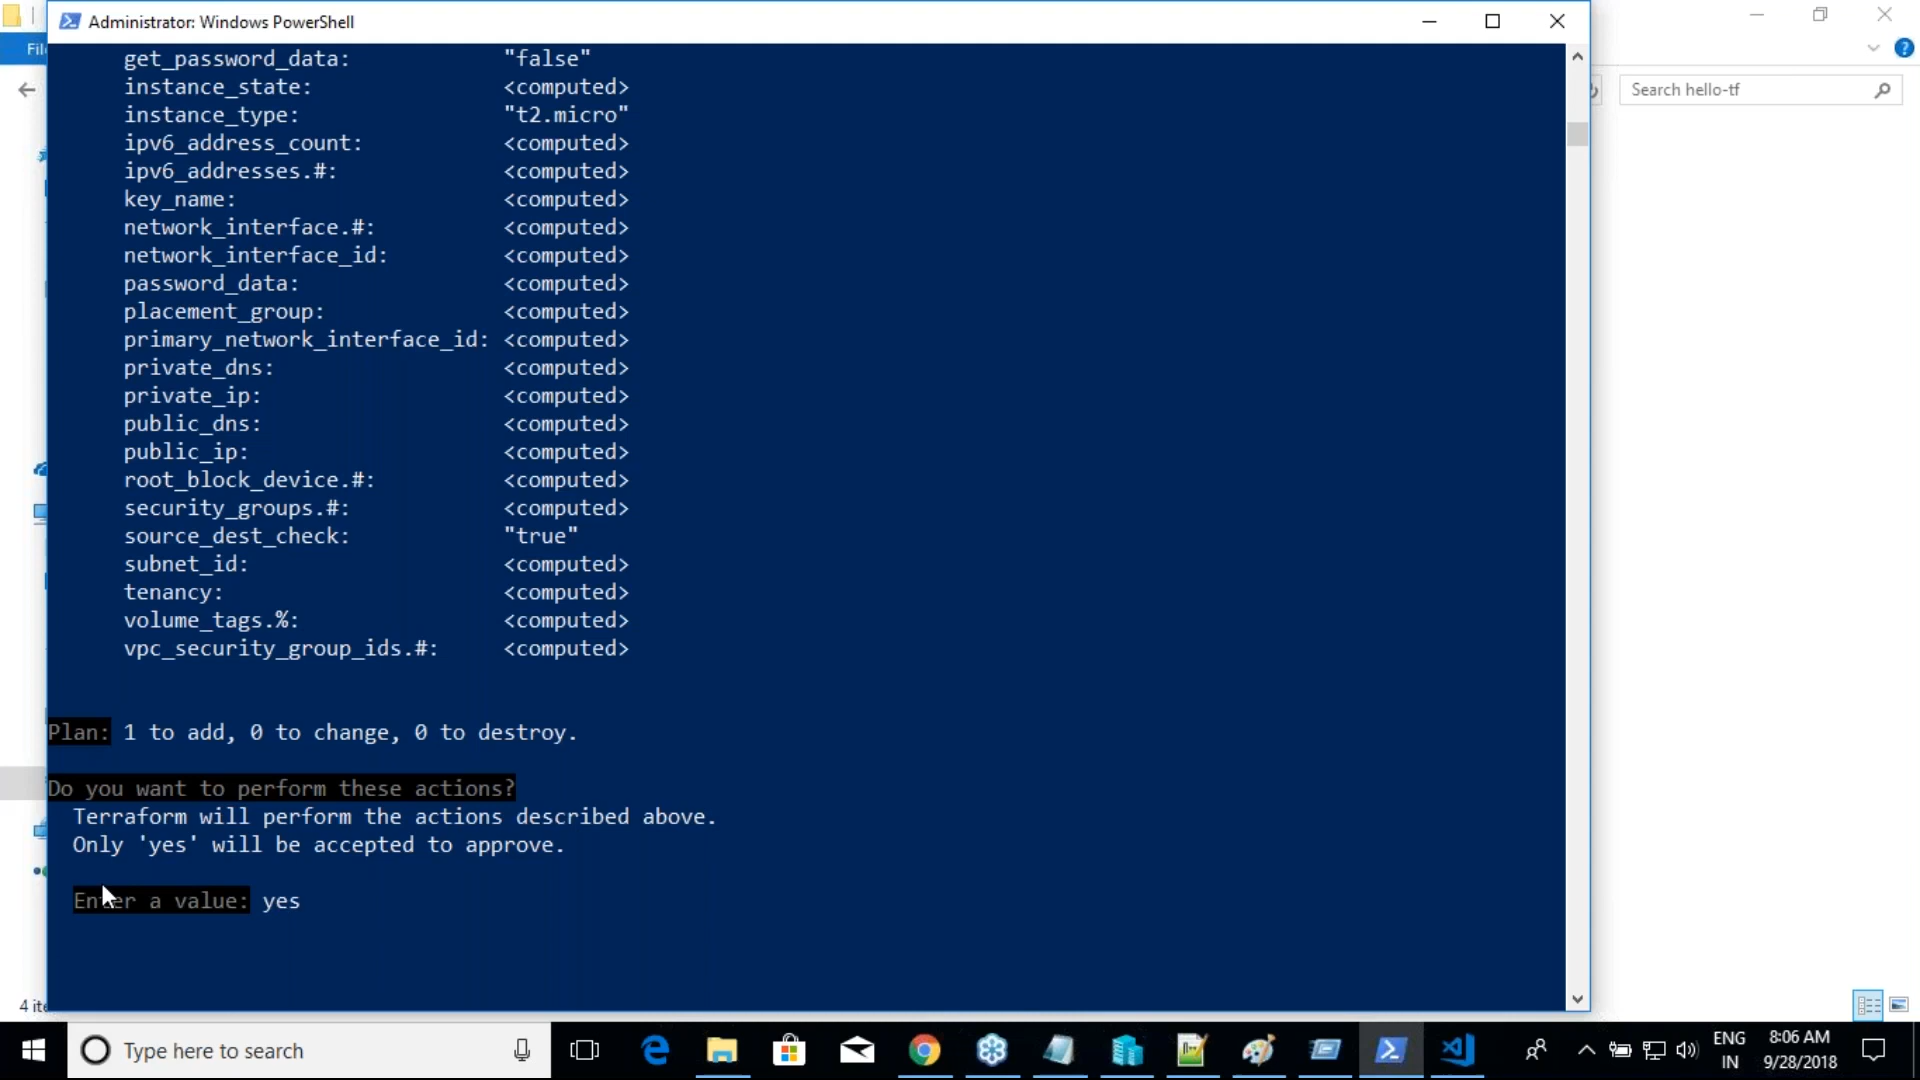 Administrator: Windows PowerShell
Search hello-tf
get_password_data: "false"
instance_state: <computed>
instance_type: "t2.micro"
ipv6_address_count: <computed>
ipv6_addresses.#: <computed>
key_name: <computed>
network_interface.#: <computed>
network_interface_id: <computed>
password_data: <computed>
placement_group: <computed>
primary_network_interface_id: <computed>
private_dns: <computed>
private_ip: <computed>
public_dns: <computed>
public_ip: <computed>
root_block_device.#: <computed>
security_groups.#: <computed>
source_dest_check: "true"
subnet_id: <computed>
tenancy: <computed>
volume_tags.%: <computed>
vpc_security_group_ids.#: <computed>
Plan: 1 to add, 0 to change, 0 to destroy.
Do you want to perform these actions?
Terraform will perform the actions described above.
Only 'yes' will be accepted to approve.
Enter a value: yes
Type here to search
ENG
IN
8:06 AM
9/28/2018